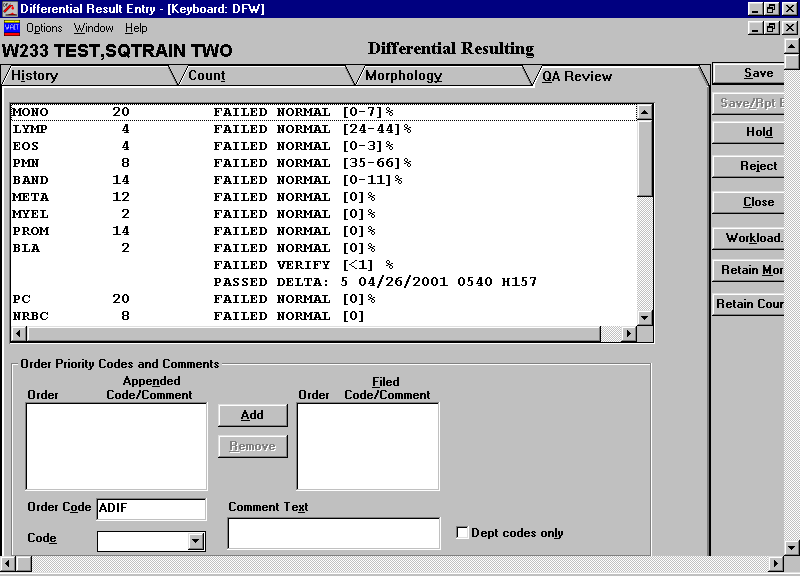 Differential Result Entry - [Keyboard: DFW]
Options Window Help
W233 TEST,SQTRAIN TWO Differential Resulting
History Count Morphology QA Review
Save
Save/Rpt
Hold
Reject
Close
Workload.
Retain Mor
Retain Cour
MONO 20 FAILED NORMAL [0-7]%
LYMP 4 FAILED NORMAL [24-44]%
EOS 4 FAILED NORMAL [0-3]%
PMN 8 FAILED NORMAL [35-66]%
BAND 14 FAILED NORMAL [0-11]%
META 12 FAILED NORMAL [0]%
MYEL 2 FAILED NORMAL [0]%
PROM 14 FAILED NORMAL [0]%
BLA 2 FAILED NORMAL [0]%
FAILED VERIFY [<1] %
PASSED DELTA: 5 04/26/2001 0540 H157
PC 20 FAILED NORMAL [0]%
NRBC 8 FAILED NORMAL [0]
Order Priority Codes and Comments
Appended Filed
Order Code/Comment Order Code/Comment
Add
Remove
Order Code ADIF Comment Text
Code Dept codes only